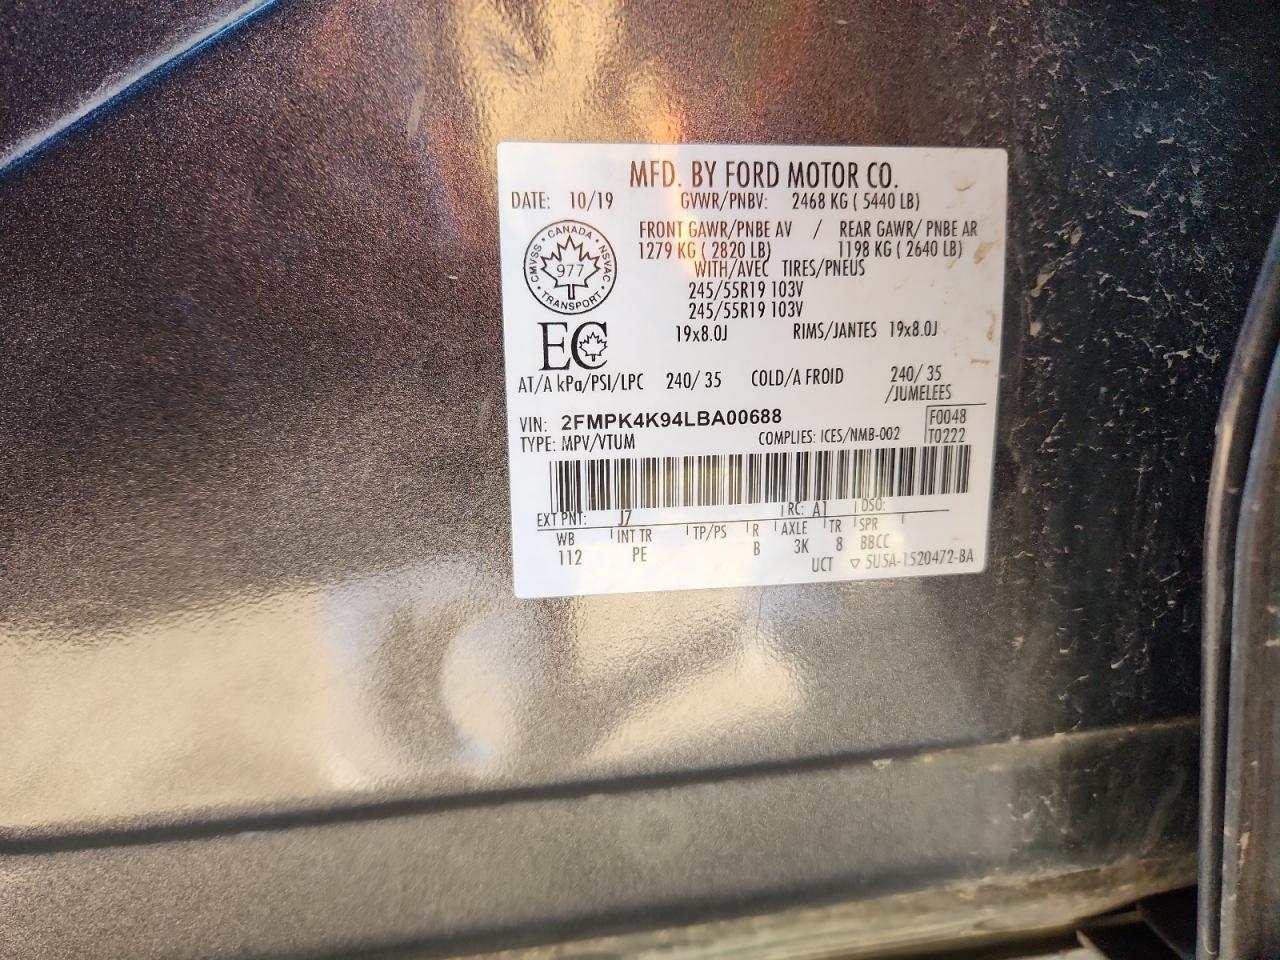 MFD. BY FORD MOTOR CO.
DATE: 10/19 GVWR/PNBV: 2468 KG ( 5440 LB)
FRONT GAWR/PNBE AV / REAR GAWR/ PNBE AR
1279 KG ( 2820 LB) 1198 KG ( 2640 LB)
WITH/AVEC TIRES/PNEUS
245/55R19 103V
245/55R19 103V
19x8.0J RIMS/JANTES 19x8.0J
CANADA
CMVSS NSVAC
977
TRANSPORT
EC
AT/A kPa/PSI/LPC 240/ 35 COLD/A FROID 240/ 35
/JUMELEES
VIN: 2FMPK4K94LBA00688 F0048
TYPE: MPV/VTUM COMPLIES: ICES/NMB-002 T0222
EXT PNT: J7 RC: A1 DSO:
WB INT TR TP/PS R AXLE TR SPR
112 PE B 3K 8 BBCC
UCT 5U5A-1520472-BA